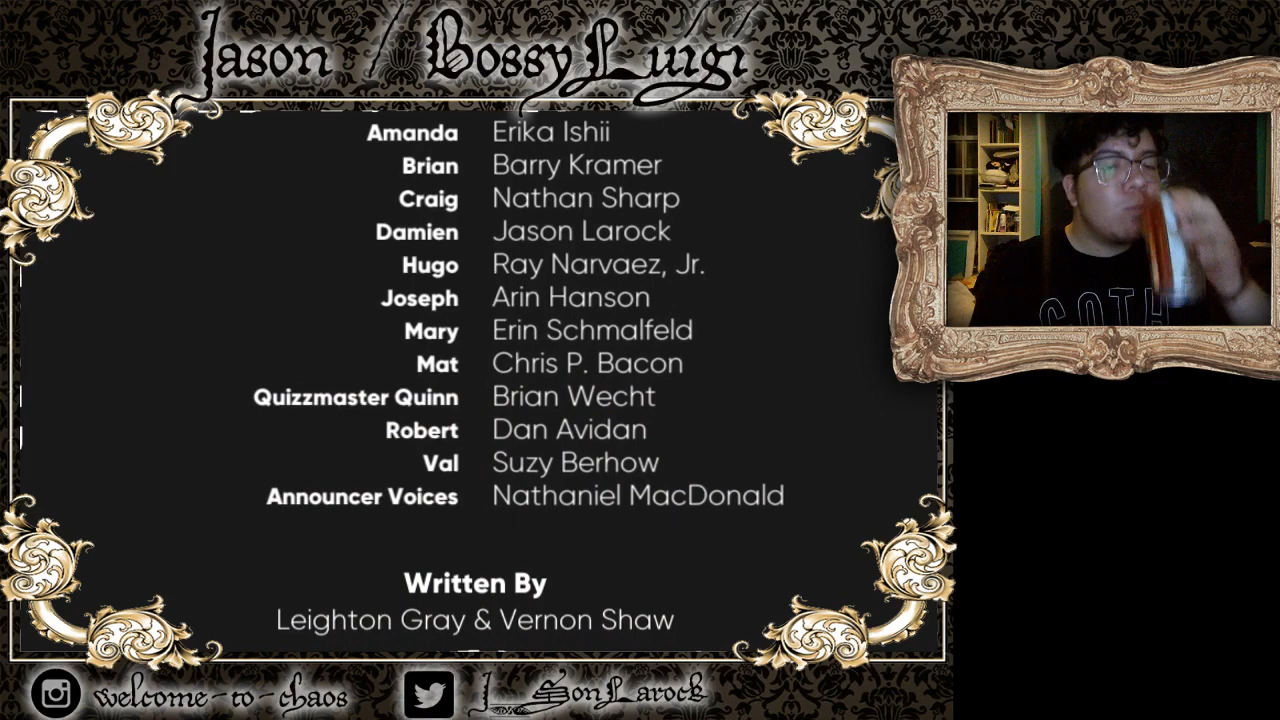 Jason / BossyLuigi
Amanda Erika Ishii
Brian Barry Kramer
Craig Nathan Sharp
Damien Jason Larock
Hugo Ray Narvaez, Jr.
Joseph Arin Hanson
Mary Erin Schmalfeld
Mat Chris P. Bacon
Quizzmaster Quinn Brian Wecht
Robert Dan Avidan
Val Suzy Berhow
Announcer Voices Nathaniel MacDonald
Written By
Leighton Gray & Vernon Shaw
GOTH
welcome-to-chaos
J_SonLarock